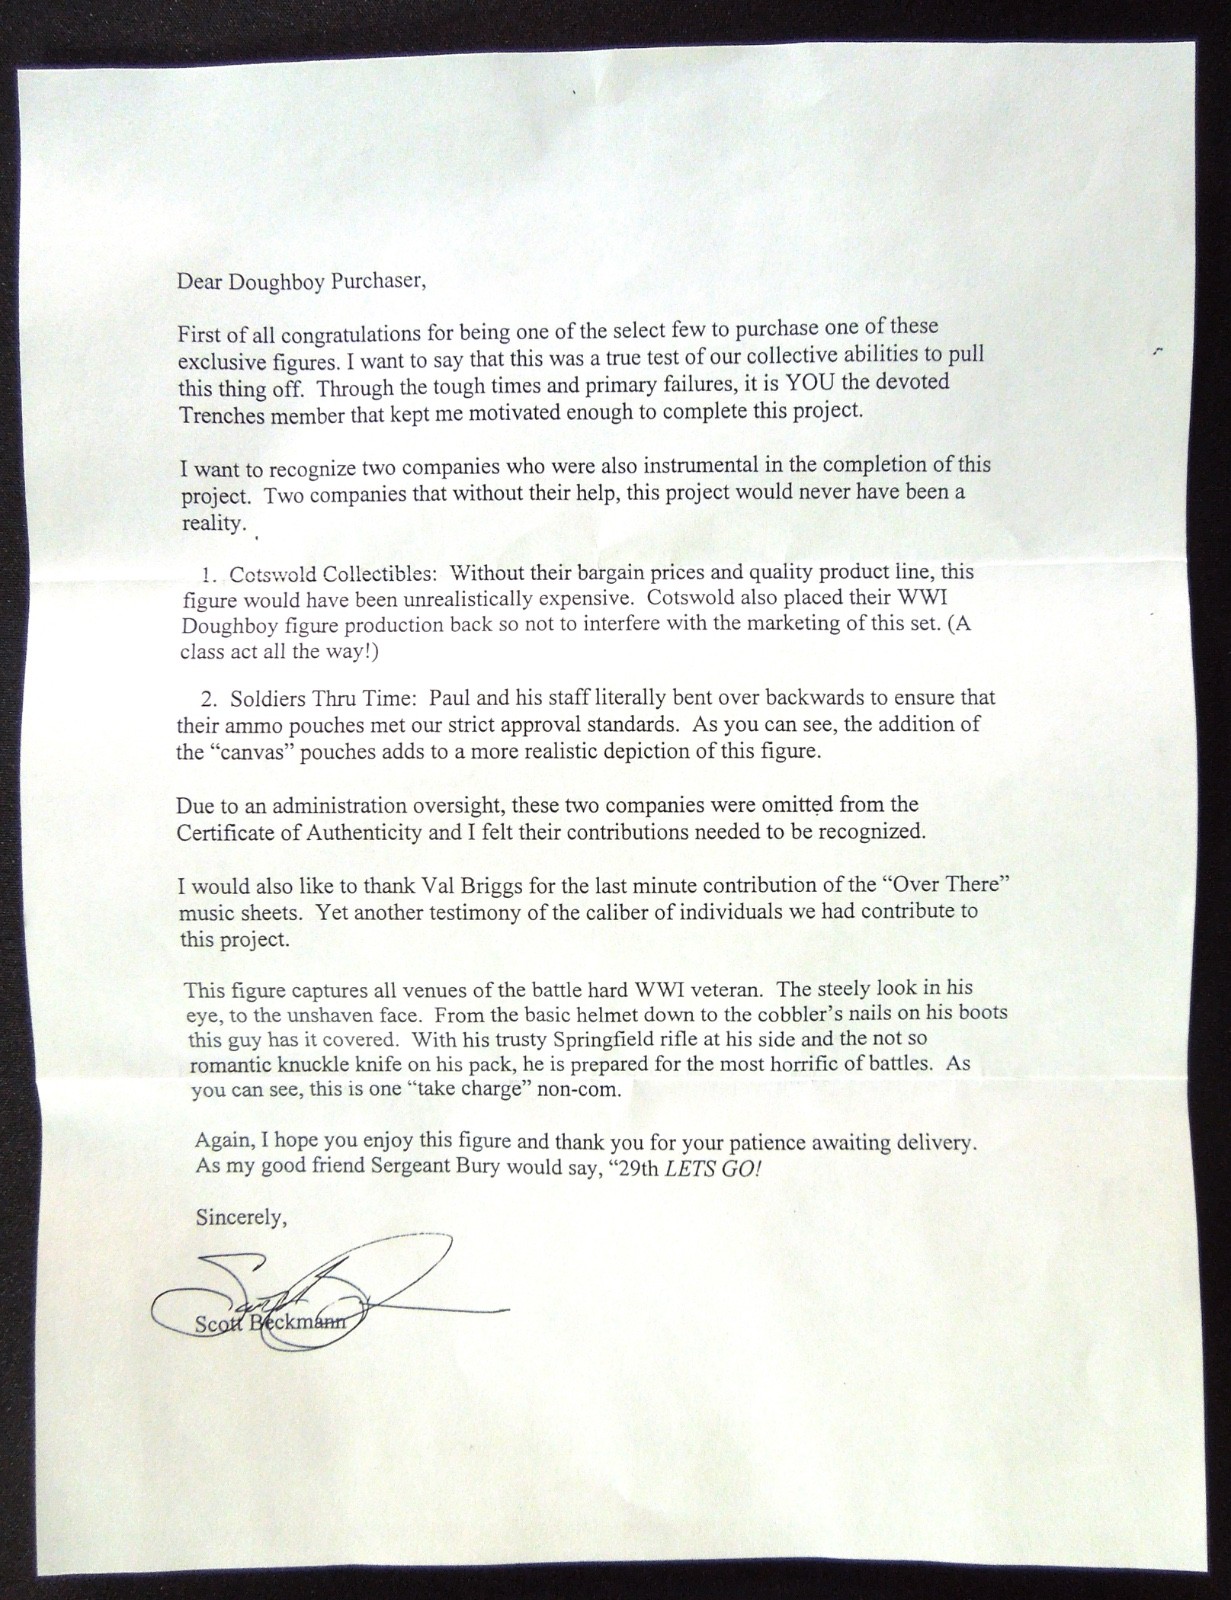 Dear Doughboy Purchaser,
First of all congratulations for being one of the select few to purchase one of these
exclusive figures. I want to say that this was a true test of our collective abilities to pull
this thing off.  Through the tough times and primary failures, it is YOU the devoted
Trenches member that kept me motivated enough to complete this project.
I want to recognize two companies who were also instrumental in the completion of this
project.  Two companies that without their help, this project would never have been a
reality.
1.  Cotswold Collectibles:  Without their bargain prices and quality product line, this
figure would have been unrealistically expensive.  Cotswold also placed their WWI
Doughboy figure production back so not to interfere with the marketing of this set. (A
class act all the way!)
2.  Soldiers Thru Time:  Paul and his staff literally bent over backwards to ensure that
their ammo pouches met our strict approval standards.  As you can see, the addition of
the “canvas” pouches adds to a more realistic depiction of this figure.
Due to an administration oversight, these two companies were omitted from the
Certificate of Authenticity and I felt their contributions needed to be recognized.
I would also like to thank Val Briggs for the last minute contribution of the “Over There”
music sheets.  Yet another testimony of the caliber of individuals we had contribute to
this project.
This figure captures all venues of the battle hard WWI veteran.  The steely look in his
eye, to the unshaven face.  From the basic helmet down to the cobbler’s nails on his boots
this guy has it covered.  With his trusty Springfield rifle at his side and the not so
romantic knuckle knife on his pack, he is prepared for the most horrific of battles.  As
you can see, this is one “take charge” non-com.
Again, I hope you enjoy this figure and thank you for your patience awaiting delivery.
As my good friend Sergeant Bury would say, “29th LETS GO!
Sincerely,
Scott Beckmann